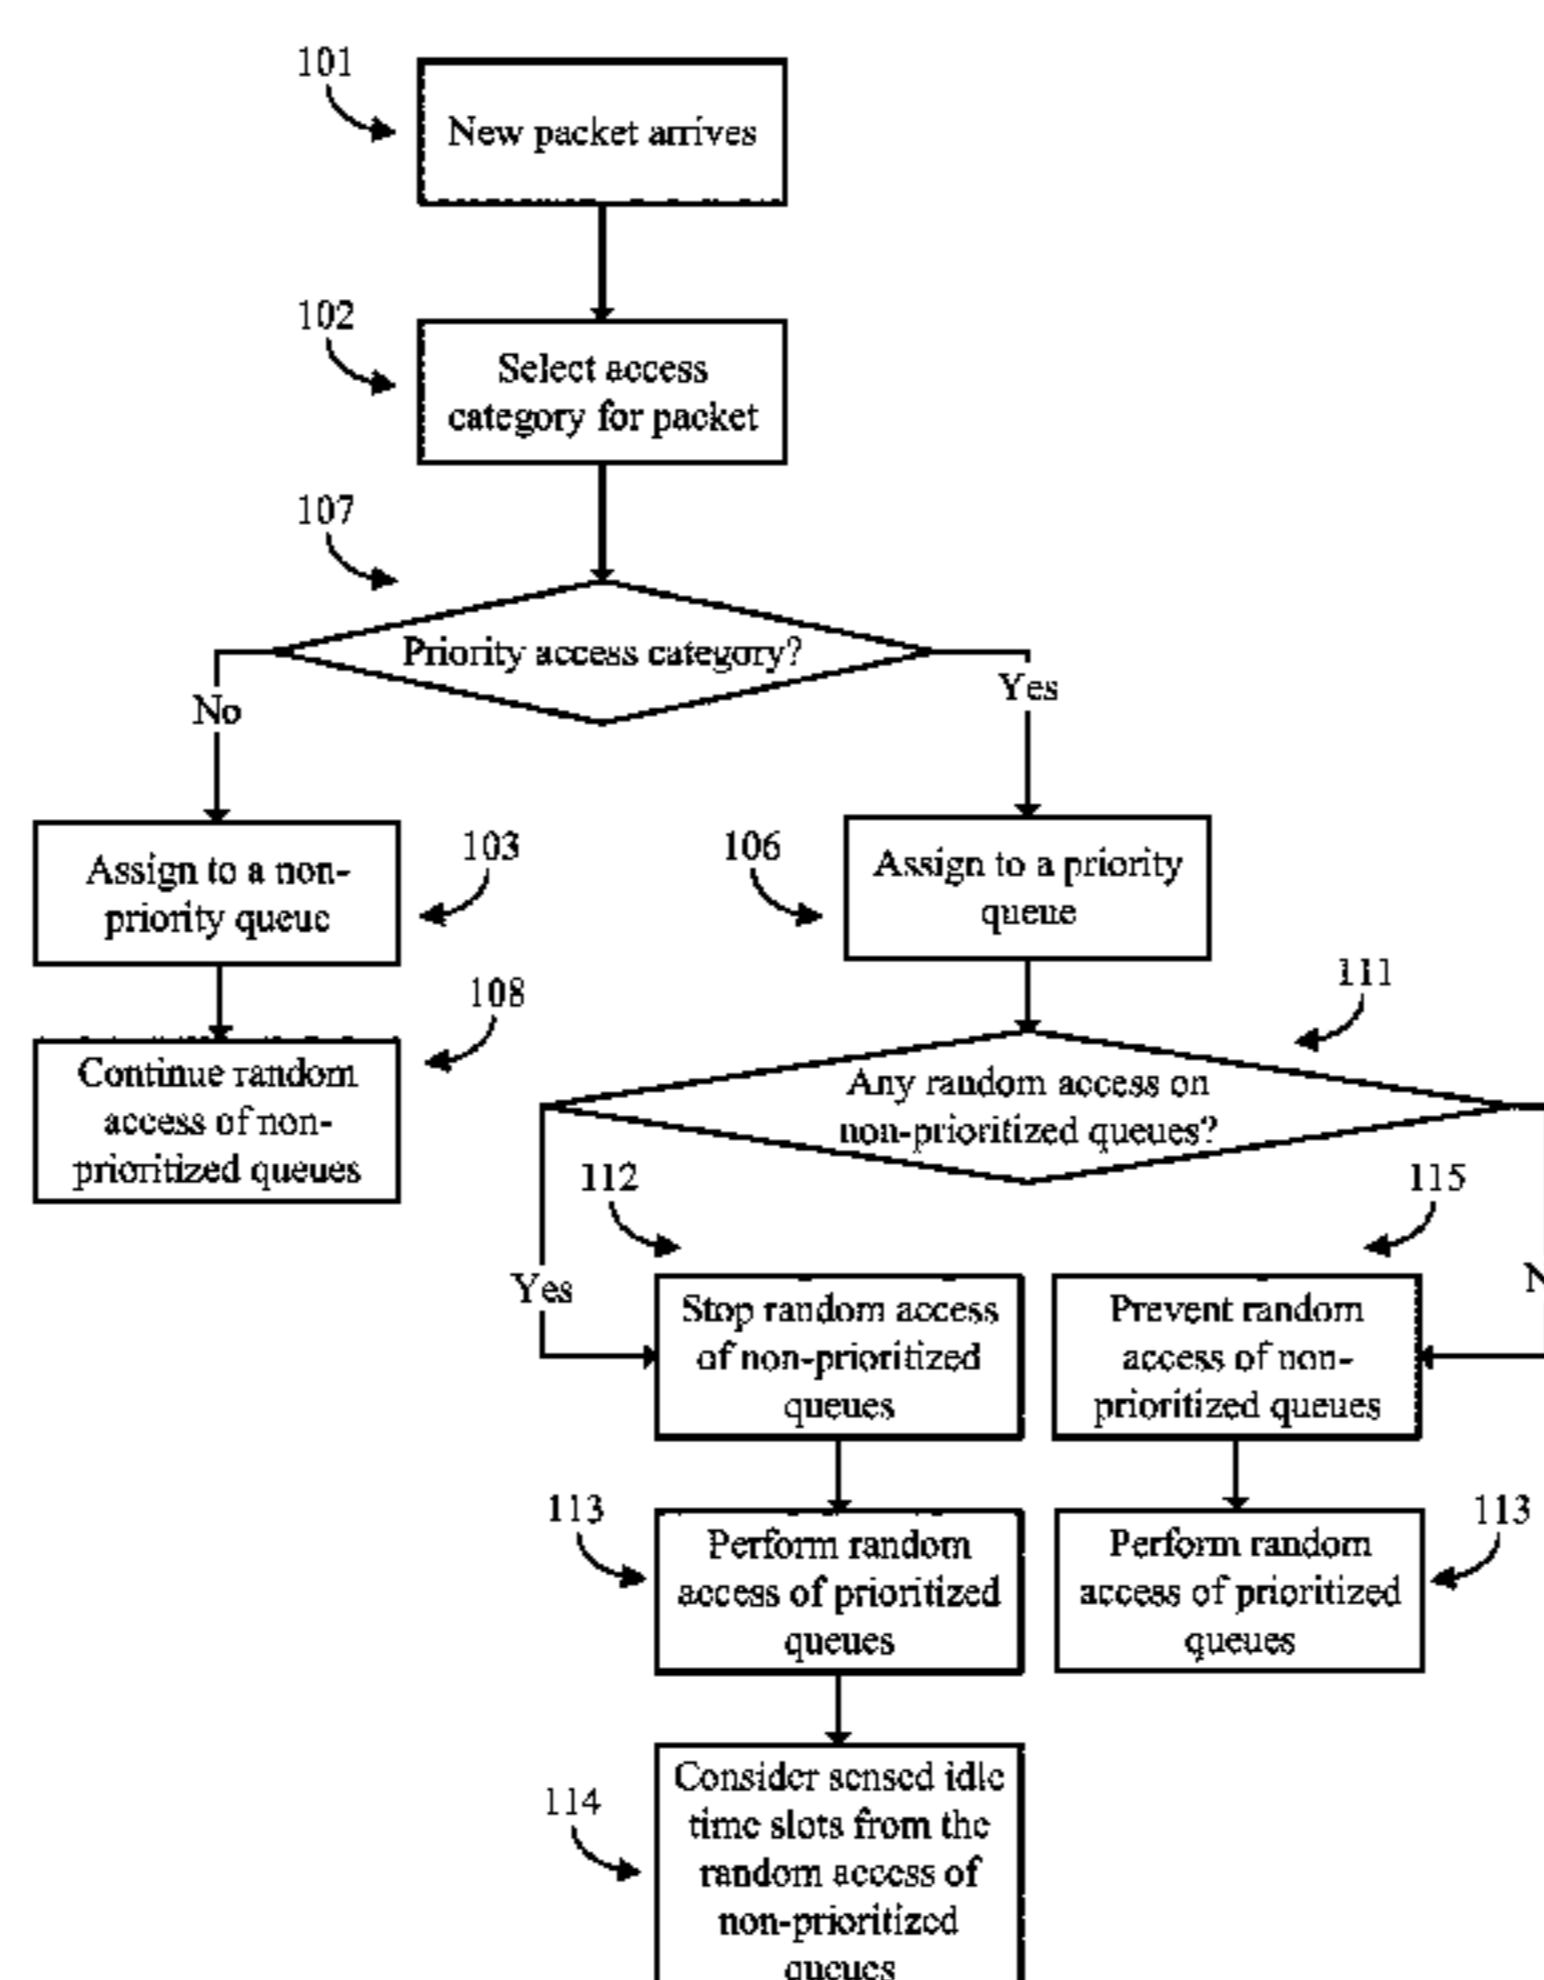 101
New packet arrives
102
Select access
category for packet
107
Priority access category?
No
Yes
Assign to a non-
priority queue
103
106
Assign to a priority
queue
108
111
Continue random
access of non-
prioritized queues
Any random access on
non-prioritized queues?
112
115
Yes
N
Stop random access
of non-prioritized
queues
Prevent random
access of non-
prioritized queues
113
Perform random
access of prioritized
queues
Perform random
access of prioritized
queues
113
114
Consider sensed idle
time slots from the
random access of
non-prioritized
queues